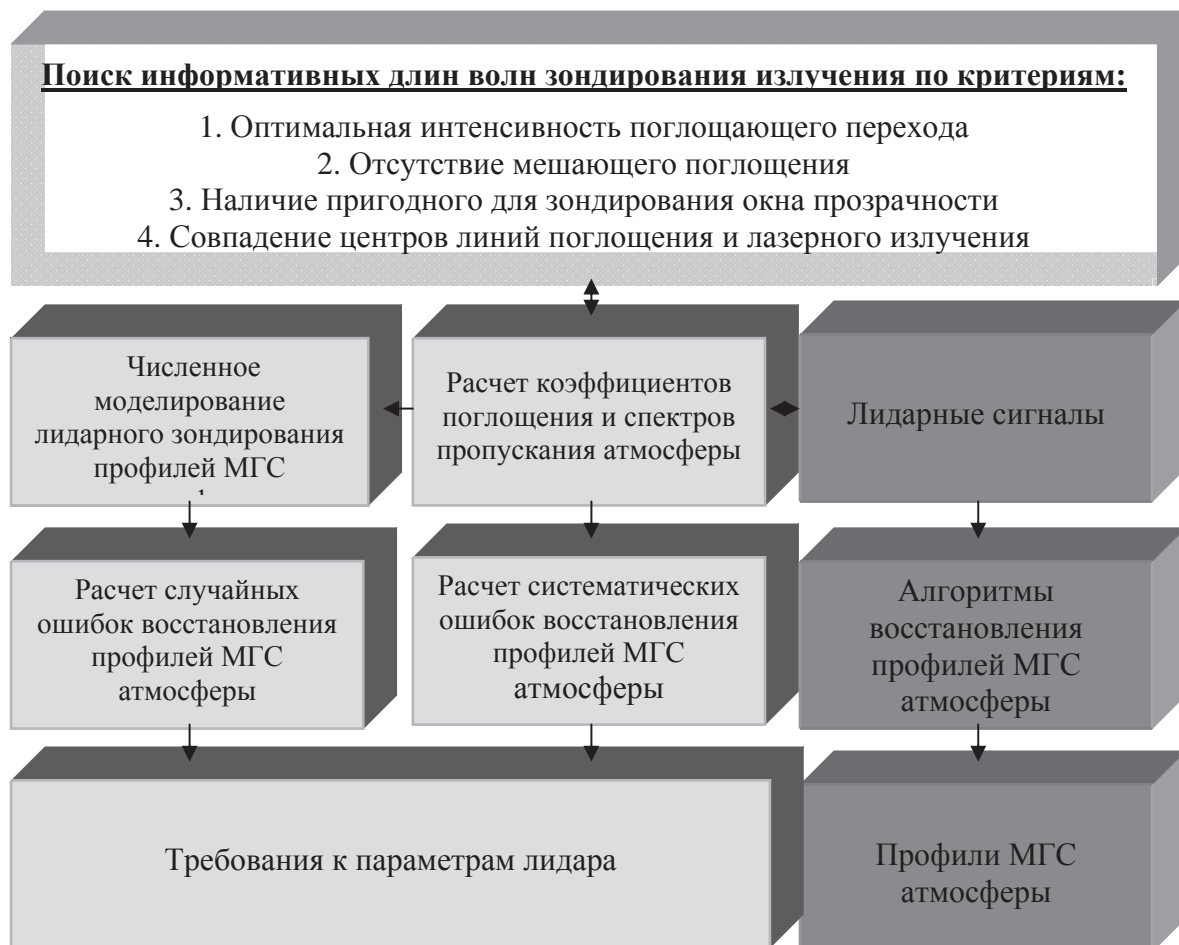 Поиск информативных длин волн зондирования излучения по критериям:
1. Оптимальная интенсивность поглощающего перехода
2. Отсутствие мешающего поглощения
3. Наличие пригодного для зондирования окна прозрачности
4. Совпадение центров линий поглощения и лазерного излучения
Численное
моделирование
лидарного зондирования
профилей МГС
Расчет коэффициентов
поглощения и спектров
пропускания атмосферы
Лидарные сигналы
Расчет случайных
ошибок восстановления
профилей МГС
атмосферы
Расчет систематических
ошибок восстановления
профилей МГС
атмосферы
Алгоритмы
восстановления
профилей МГС
атмосферы
Требования к параметрам лидара
Профили МГС
атмосферы